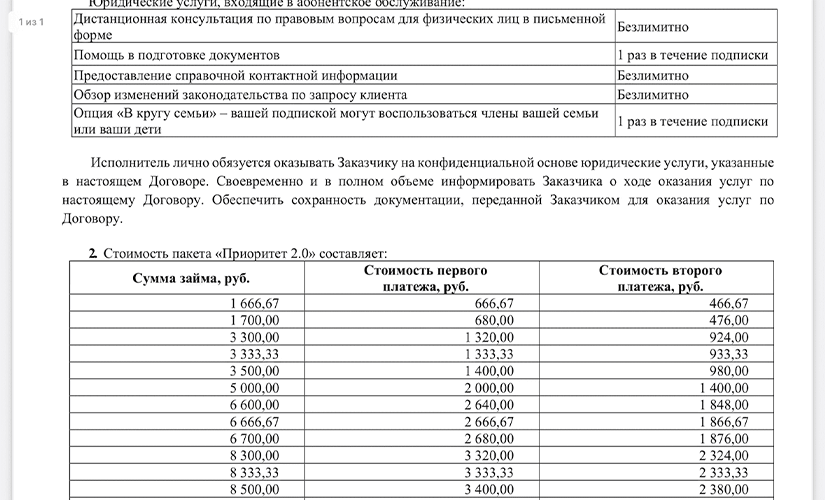 Юридические услуги, входящие в абонентское обслуживание:
1 из 1
Дистанционная консультация по правовым вопросам для физических лиц в письменной форме
Безлимитно
Помощь в подготовке документов
1 раз в течение подписки
Предоставление справочной контактной информации
Безлимитно
Обзор изменений законодательства по запросу клиента
Безлимитно
Опция «В кругу семьи» – вашей подпиской могут воспользоваться члены вашей семьи или ваши дети
1 раз в течение подписки
Исполнитель лично обязуется оказывать Заказчику на конфиденциальной основе юридические услуги, указанные
в настоящем Договоре. Своевременно и в полном объеме информировать Заказчика о ходе оказания услуг по
настоящему Договору. Обеспечить сохранность документации, переданной Заказчиком для оказания услуг по
Договору.
2. Стоимость пакета «Приоритет 2.0» составляет:
Сумма займа, руб. Стоимость первого платежа, руб. Стоимость второго платежа, руб.
1 666,67 666,67 466,67
1 700,00 680,00 476,00
3 300,00 1 320,00 924,00
3 333,33 1 333,33 933,33
3 500,00 1 400,00 980,00
5 000,00 2 000,00 1 400,00
6 600,00 2 640,00 1 848,00
6 666,67 2 666,67 1 866,67
6 700,00 2 680,00 1 876,00
8 300,00 3 320,00 2 324,00
8 333,33 3 333,33 2 333,33
8 500,00 3 400,00 2 380,00